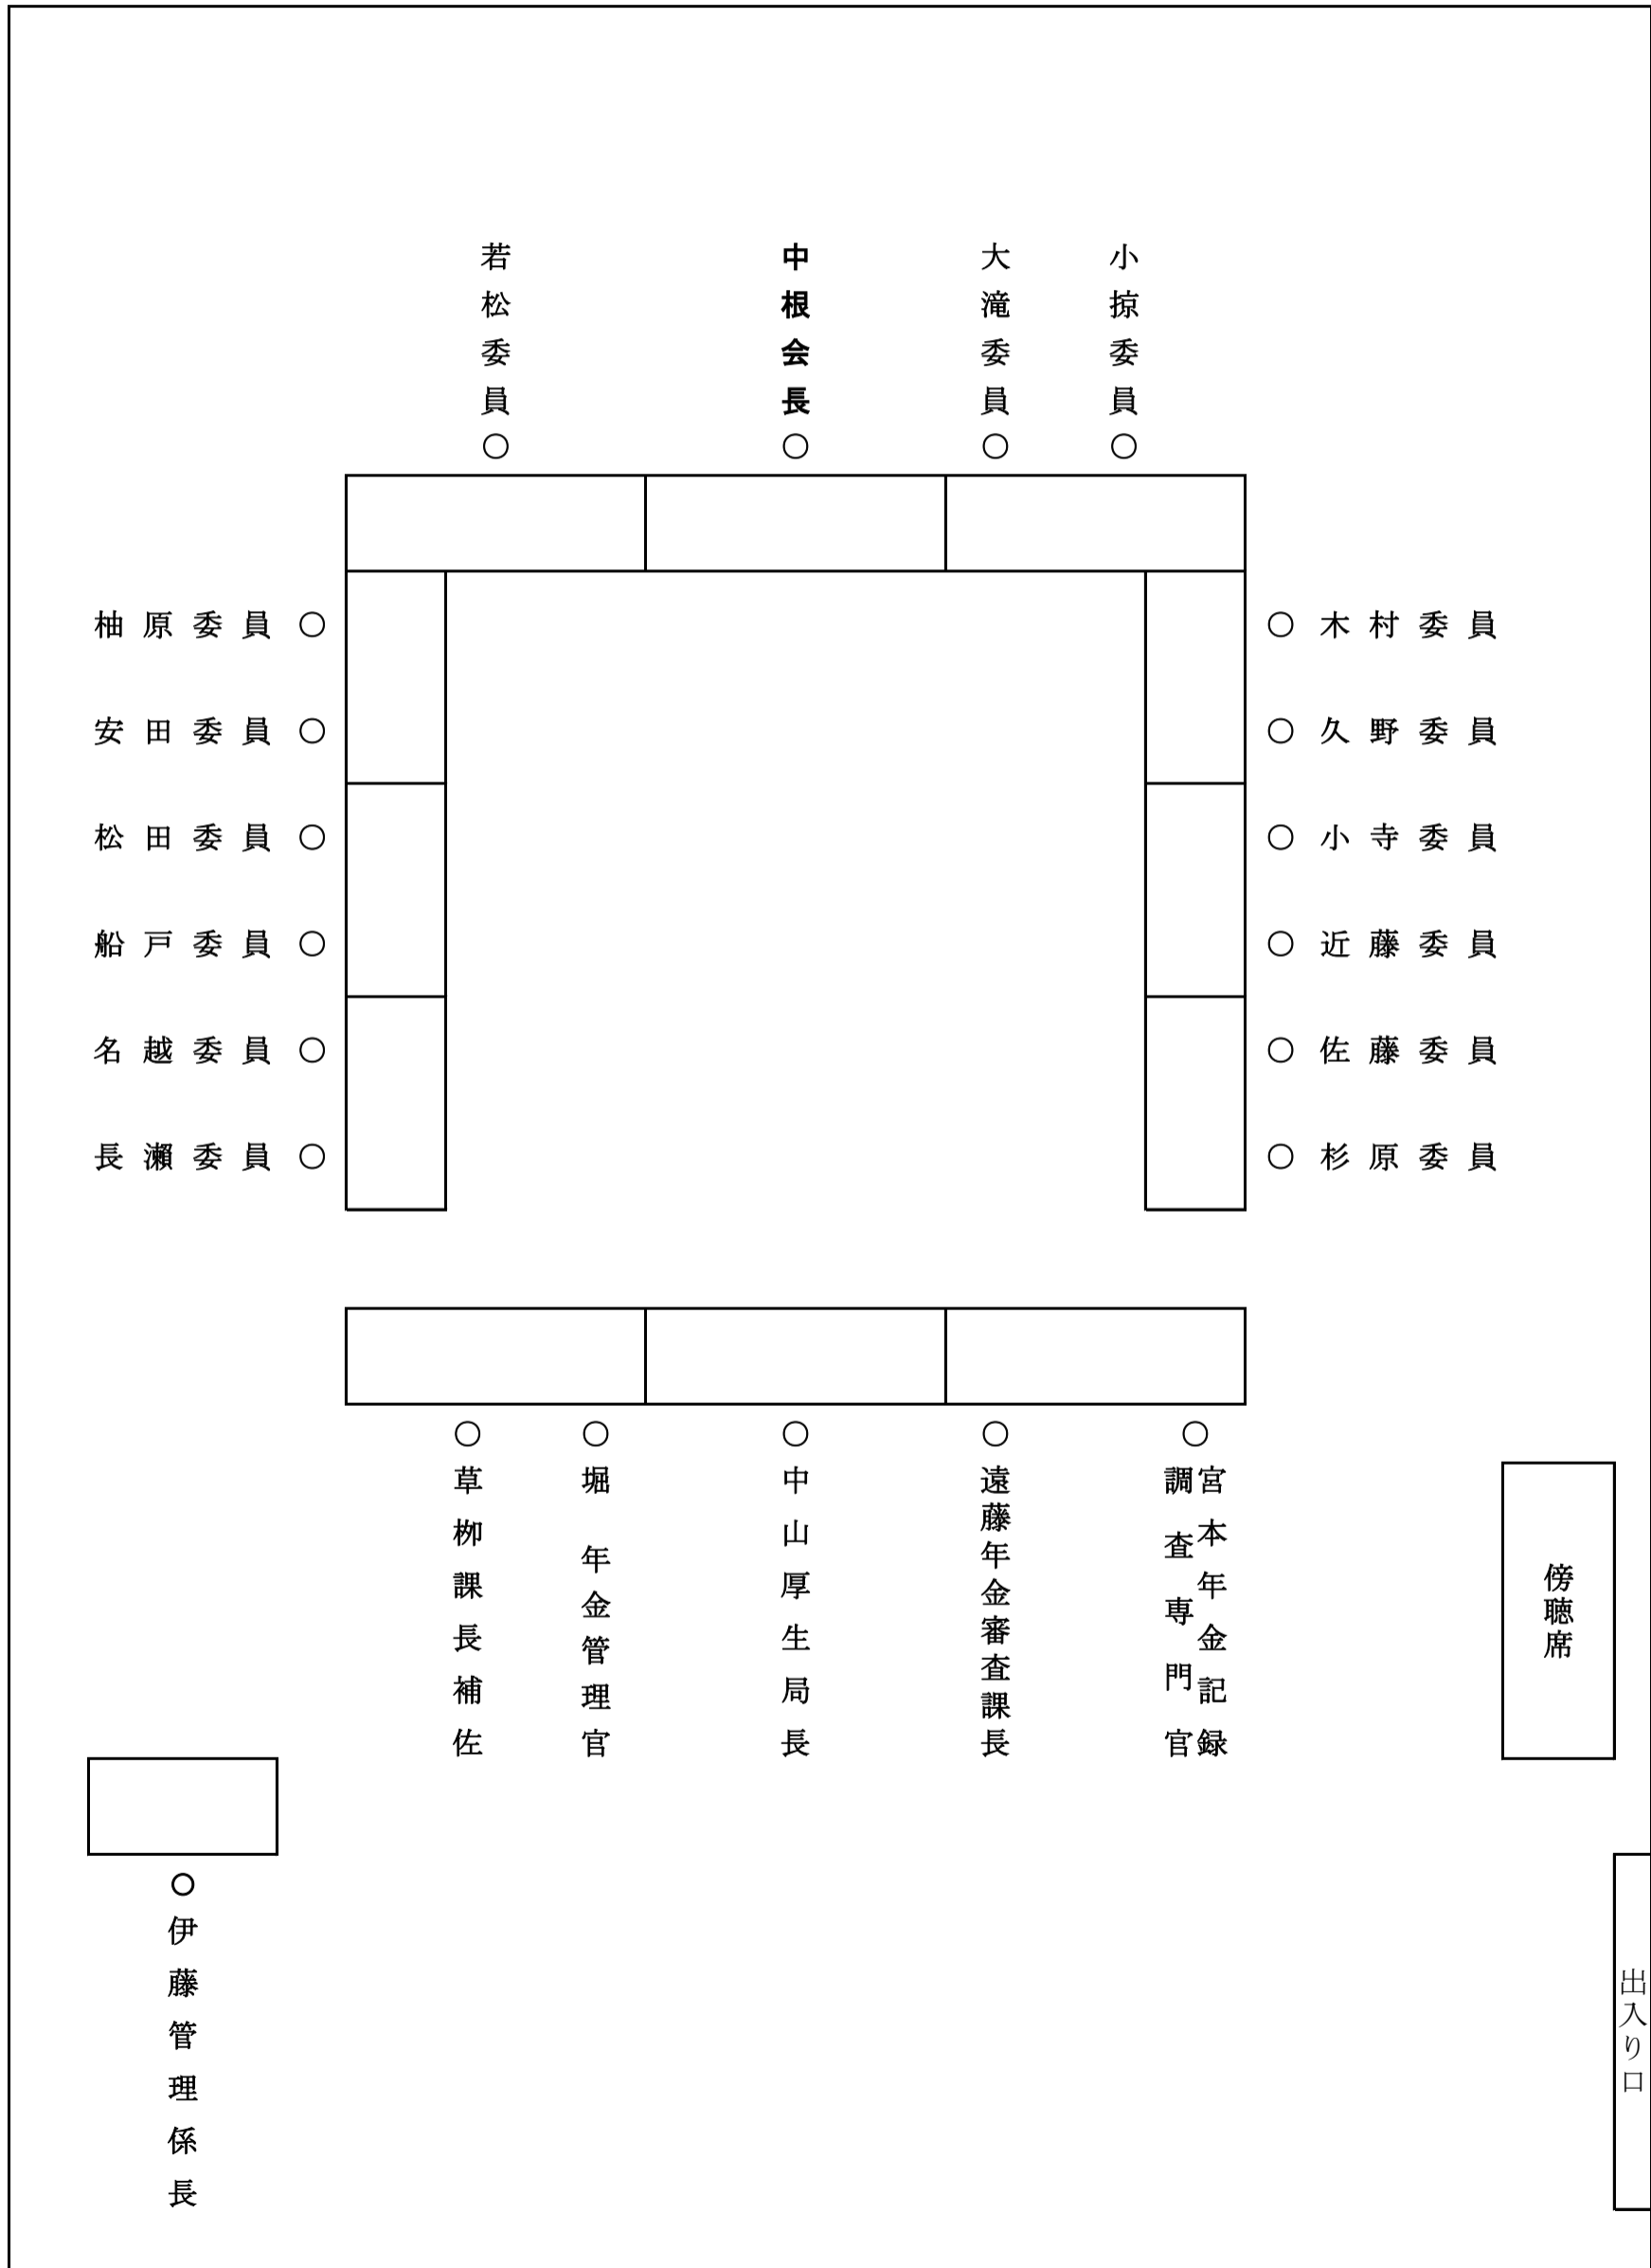 若松委員○
中根会長○
大滝委員○
小掠委員○
柚原委員○
安田委員○
松田委員○
船戸委員○
名越委員○
長瀬委員○
○木村委員
○久野委員
○小寺委員
○近藤委員
○佐藤委員
○杉原委員
○草栁課長補佐
○堀 年金管理官
○中山厚生局長
○遠藤年金審査課長
○宮本年金記録
調査専門官
傍聴席
○伊藤管理係長
出入り口